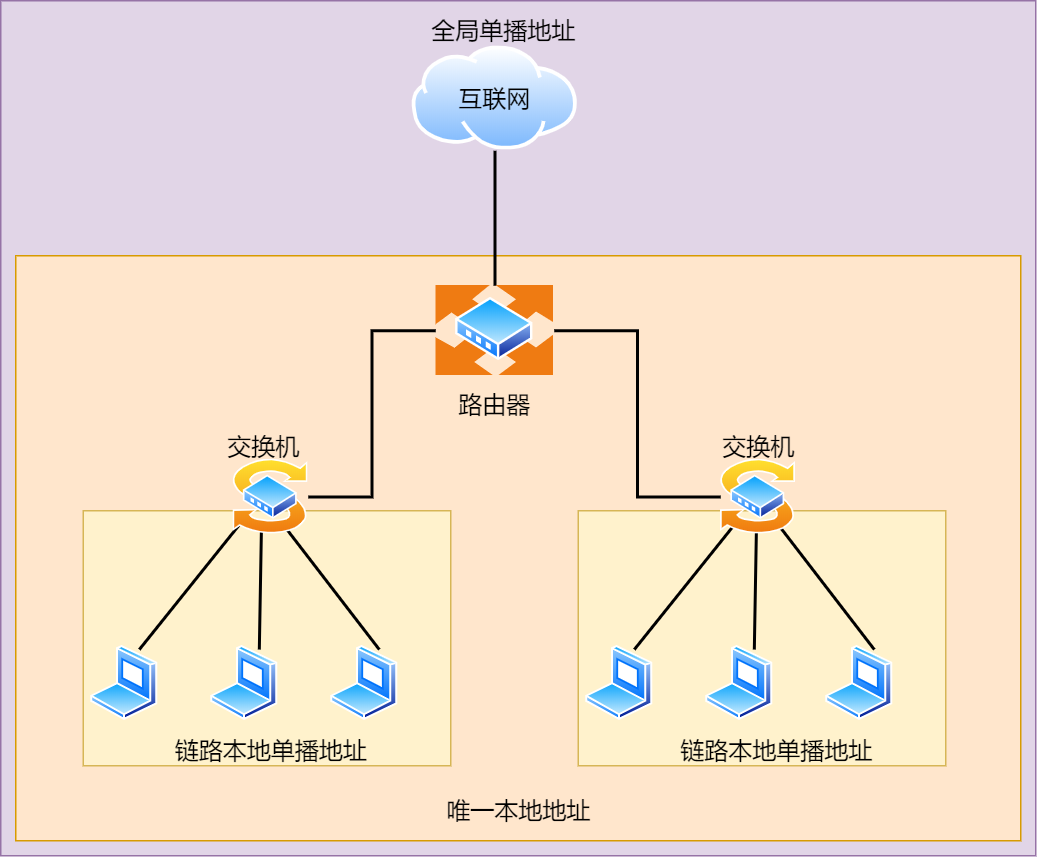 全局单播地址
互联网
路由器
交换机
交换机
链路本地单播地址
链路本地单播地址
唯一本地地址